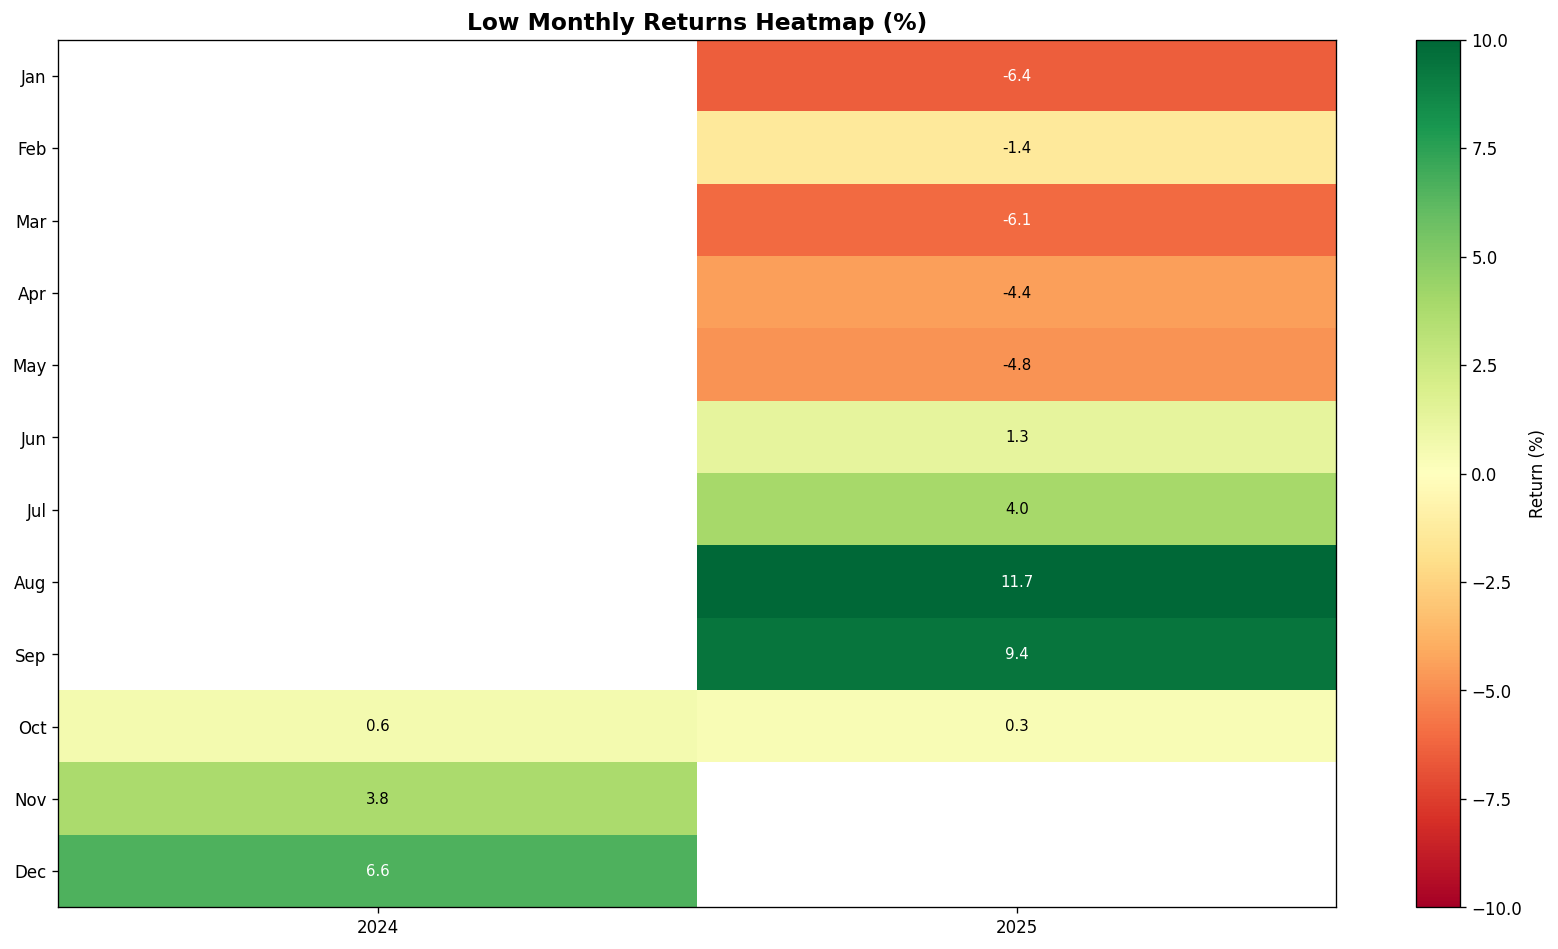 Low Monthly Returns Heatmap (%)
Jan -6.4
Feb -1.4
Mar -6.1
Apr -4.4
May -4.8
Jun 1.3
Jul 4.0
Aug 11.7
Sep 9.4
Oct 0.6 0.3
Nov 3.8
Dec 6.6
2024 2025
10.0
7.5
5.0
2.5
0.0
−2.5
−5.0
−7.5
−10.0
Return (%)